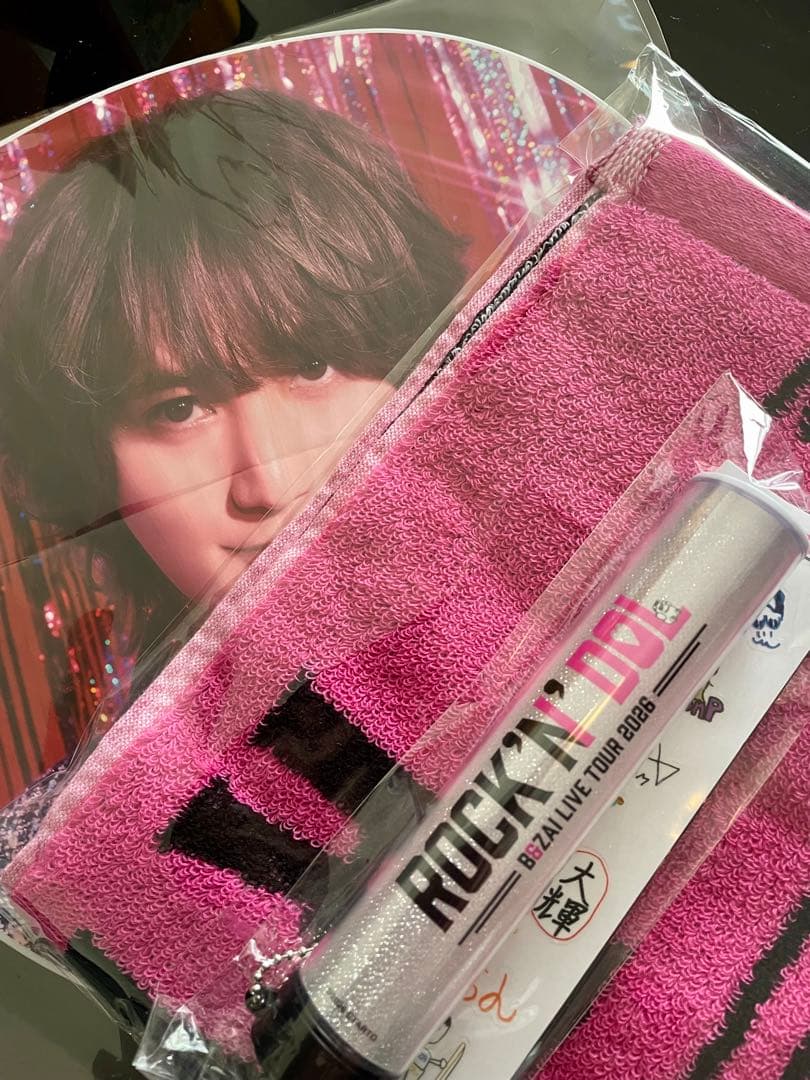 ROCK'N' IDOL
B&ZAI LIVE TOUR 2026
大輝